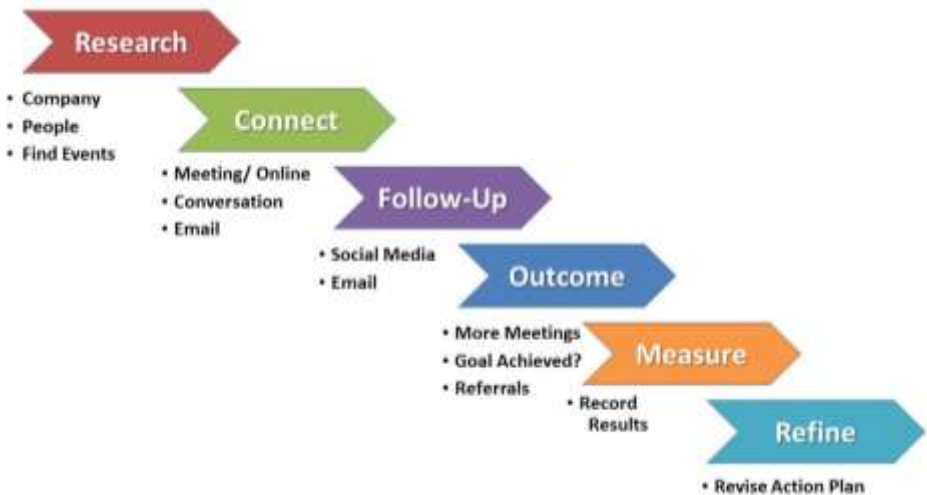 Research
• Company
• People
• Find Events
Connect
• Meeting/ Online
• Conversation
• Email
Follow-Up
• Social Media
• Email
Outcome
• More Meetings
• Goal Achieved?
• Referrals
Measure
• Record
Results
Refine
• Revise Action Plan